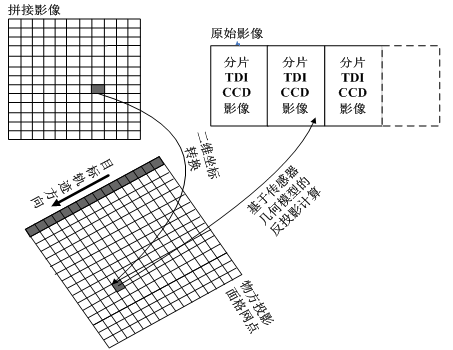 拼接影像
原始影像
分片
TDI
CCD
影像
分片
TDI
CCD
影像
分片
TDI
CCD
影像
二维坐标
转换
目标轨迹方向
基于传感器
几何模型的
反投影计算
物方投影
面格网点